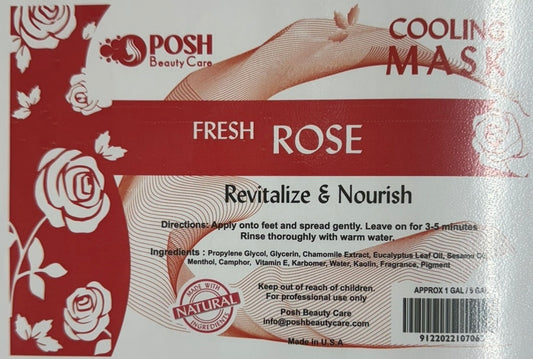 POSH
Beauty Care
COOLING
MASK
FRESH ROSE
Revitalize & Nourish
Directions: Apply onto feet and spread gently. Leave on for 3-5 minutes
Rinse thoroughly with warm water.
Ingredients : Propylene Glycol, Glycerin, Chamomile Extract, Eucalyptus Leaf Oil, Sesame Oil,
Menthol, Camphor, Vitamin E, Karbomer, Water, Kaolin, Fragrance, Pigment
MADE WITH
NATURAL
INGREDIENTS
Keep out of reach of children.
For professional use only
Posh Beauty Care
info@poshbeautycare.com
Made In U.S.A
APPROX 1 GAL / 5 GAL